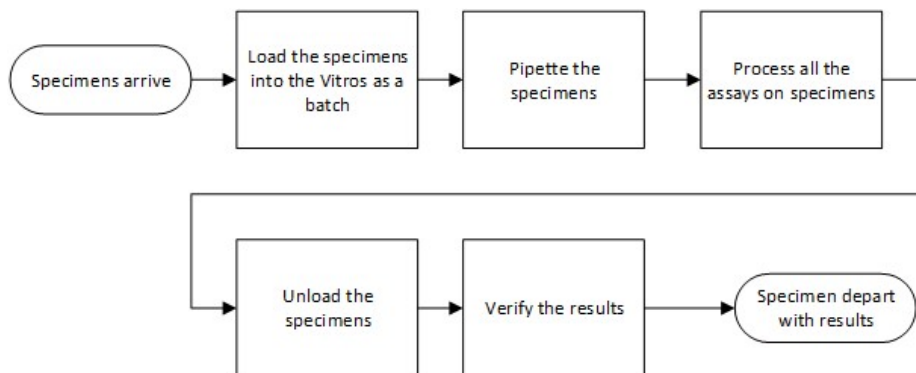 Specimens arrive
Load the specimens
into the Vitros as a
batch
Pipette the
specimens
Process all the
assays on specimens
Unload the
specimens
Verify the results
Specimen depart
with results